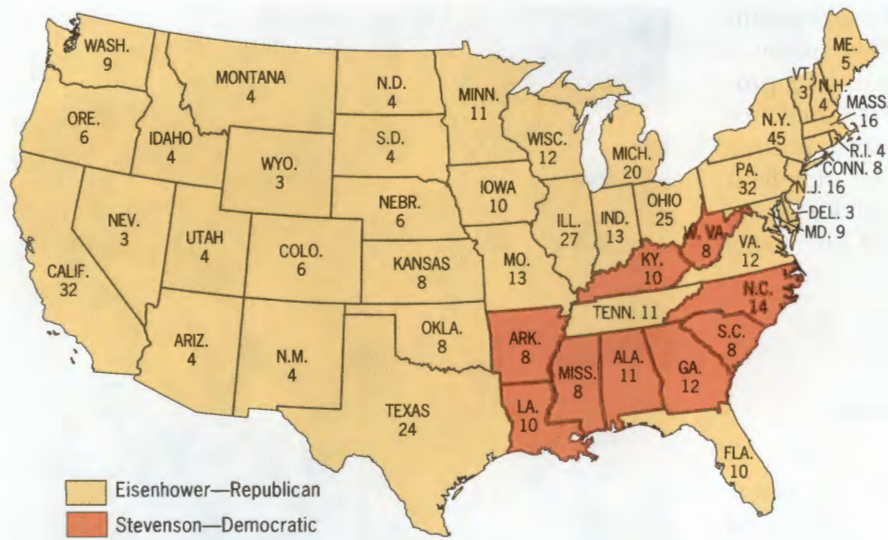 WASH.
9
ORE.
6
CALIF.
32
NEV.
3
IDAHO
4
MONTANA
4
WYO.
3
UTAH
4
COLO.
6
ARIZ.
4
N.M.
4
N.D.
4
S.D.
4
NEBR.
6
KANSAS
8
OKLA.
8
TEXAS
24
MINN.
11
IOWA
10
MO.
13
ARK.
8
LA.
10
WISC.
12
ILL.
27
MICH.
20
IND.
13
OHIO
25
KY.
10
TENN. 11
MISS.
8
ALA.
11
GA.
12
FLA.
10
S.C.
8
N.C.
14
VA.
12
W. VA.
8
PA.
32
N.Y.
45
VT.
3
N.H.
4
ME.
5
MASS.
16
R.I. 4
CONN. 8
N.J. 16
DEL. 3
MD. 9
Eisenhower—Republican
Stevenson—Democratic